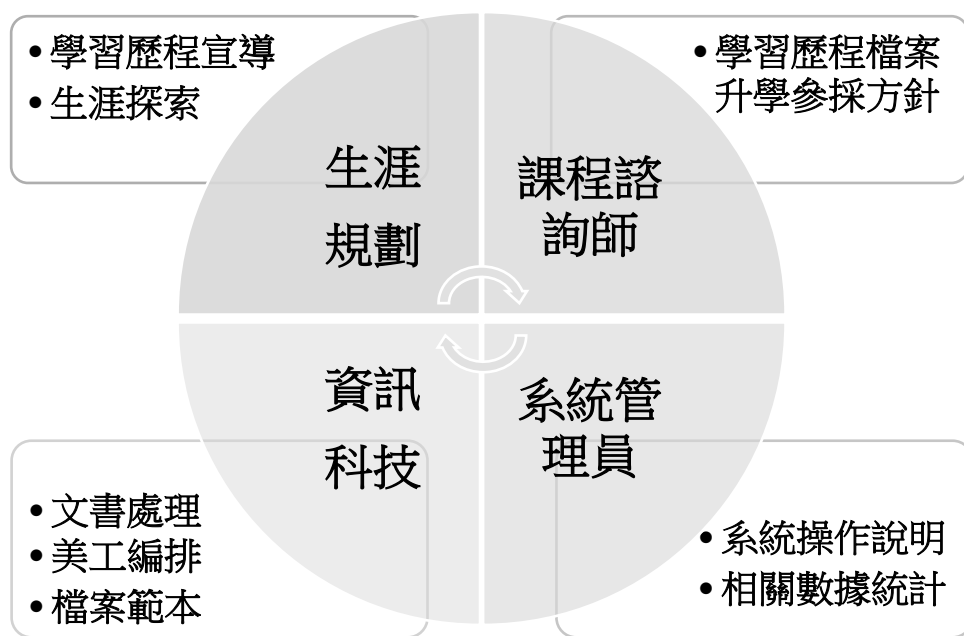 • 學習歷程宣導
• 生涯探索
• 學習歷程檔案
升學參採方針
生涯
規劃
課程諮
詢師
資訊
科技
系統管
理員
• 文書處理
• 美工編排
• 檔案範本
• 系統操作說明
• 相關數據統計